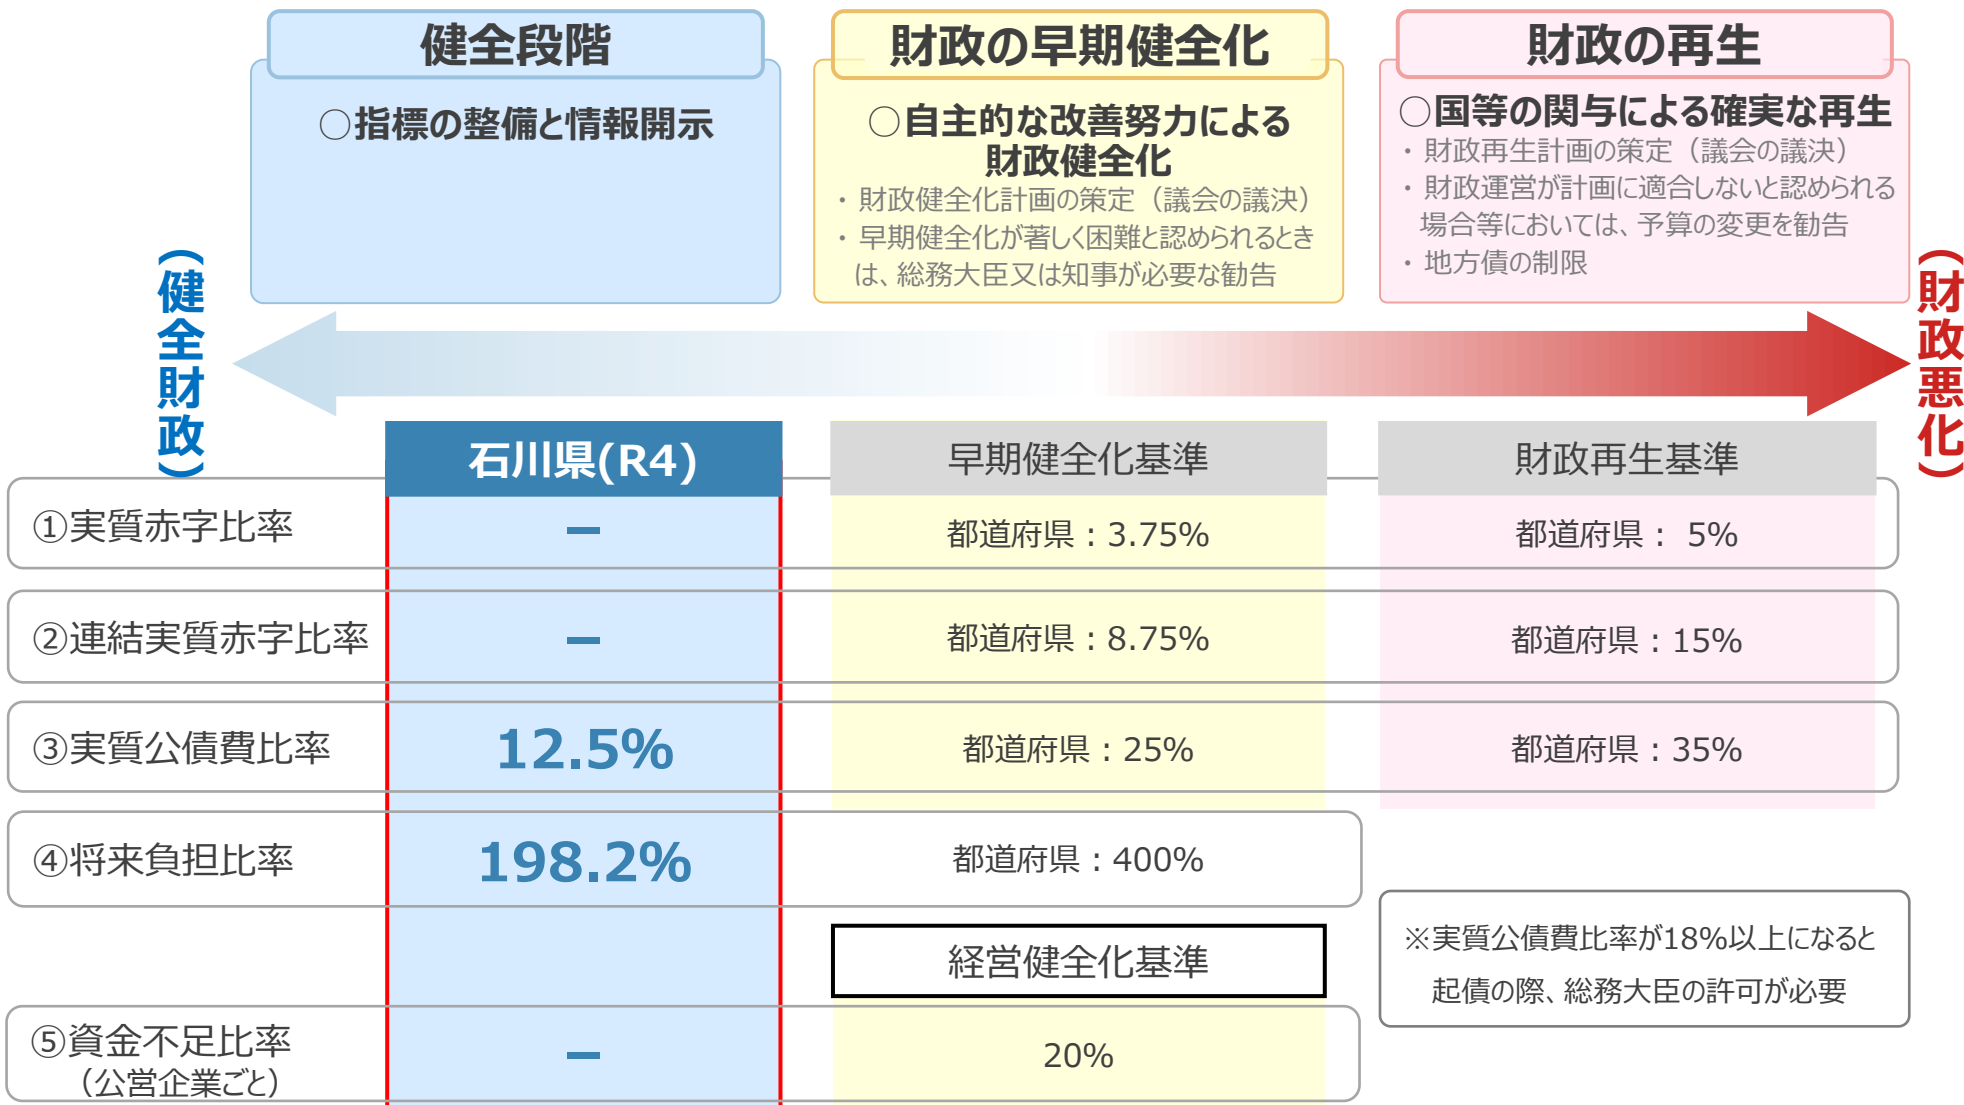 健全段階
○指標の整備と情報開示
財政の早期健全化
○自主的な改善努力による
財政健全化
・財政健全化計画の策定（議会の議決）
・早期健全化が著しく困難と認められるとき
は、総務大臣又は知事が必要な勧告
財政の再生
○国等の関与による確実な再生
・財政再生計画の策定（議会の議決）
・財政運営が計画に適合しないと認められる
場合等においては、予算の変更を勧告
・地方債の制限
（健全財政）
（財政悪化）
石川県(R4)
早期健全化基準
財政再生基準
①実質赤字比率
－
都道府県：3.75%
都道府県： 5%
②連結実質赤字比率
－
都道府県：8.75%
都道府県：15%
③実質公債費比率
12.5%
都道府県：25%
都道府県：35%
④将来負担比率
198.2%
都道府県：400%
経営健全化基準
※実質公債費比率が18%以上になると
起債の際、総務大臣の許可が必要
⑤資金不足比率
（公営企業ごと）
－
20%